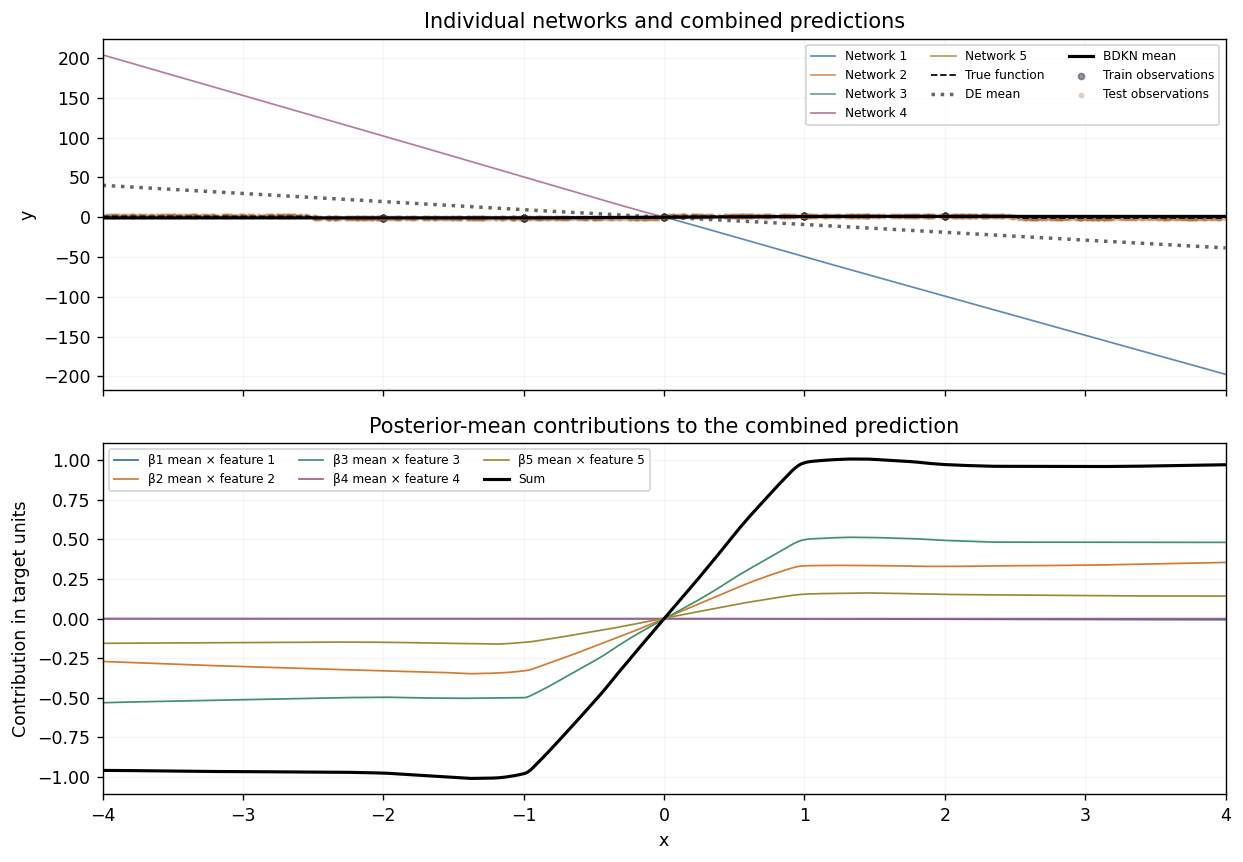 Individual networks and combined predictions
200
150
100
50
0
−50
−100
−150
−200
y
Network 1
Network 2
Network 3
Network 4
Network 5
True function
DE mean
BDKN mean
Train observations
Test observations
Posterior-mean contributions to the combined prediction
1.00
0.75
0.50
0.25
0.00
−0.25
−0.50
−0.75
−1.00
Contribution in target units
β1 mean × feature 1
β2 mean × feature 2
β3 mean × feature 3
β4 mean × feature 4
β5 mean × feature 5
Sum
−4
−3
−2
−1
0
1
2
3
4
x